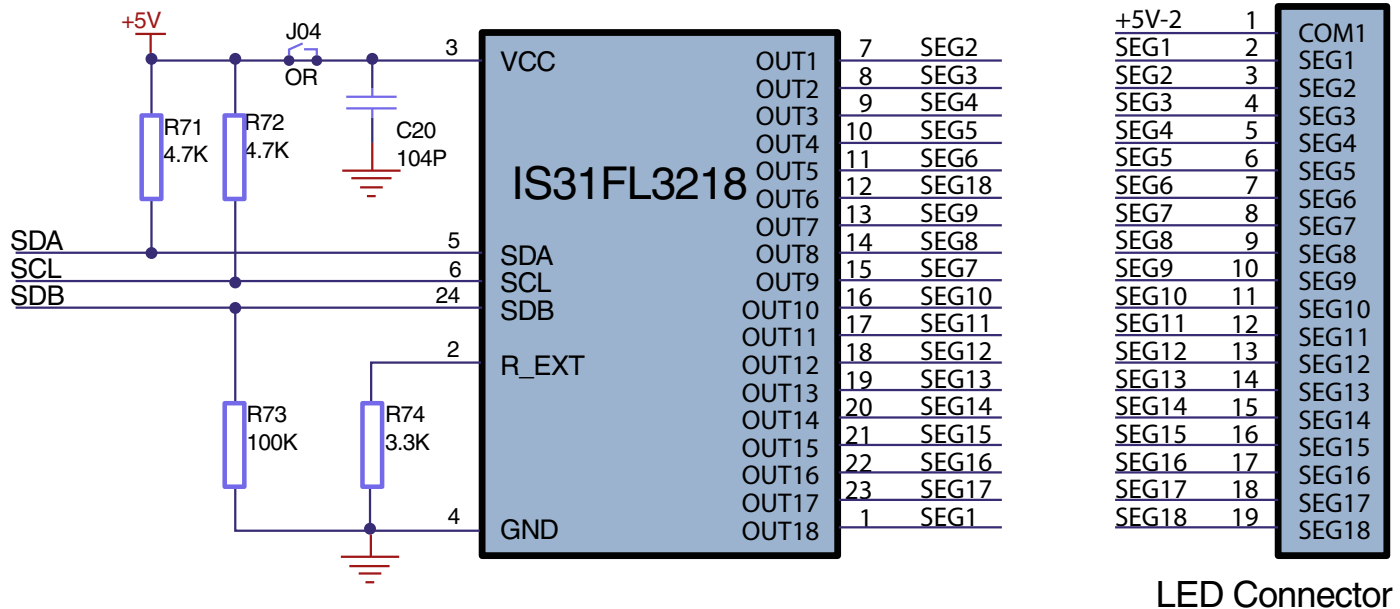 +5V
J04
OR
3
VCC
R71
4.7K
R72
4.7K
C20
104P
IS31FL3218
SDA
5
SDA
SCL
6
SCL
SDB
24
SDB
2
R_EXT
R73
100K
R74
3.3K
4
GND
OUT1 7 SEG2
OUT2 8 SEG3
OUT3 9 SEG4
OUT4 10 SEG5
OUT5 11 SEG6
OUT6 12 SEG18
OUT7 13 SEG9
OUT8 14 SEG8
OUT9 15 SEG7
OUT10 16 SEG10
OUT11 17 SEG11
OUT12 18 SEG12
OUT13 19 SEG13
OUT14 20 SEG14
OUT15 21 SEG15
OUT16 22 SEG16
OUT17 23 SEG17
OUT18 1 SEG1
+5V-2 1 COM1
SEG1 2 SEG1
SEG2 3 SEG2
SEG3 4 SEG3
SEG4 5 SEG4
SEG5 6 SEG5
SEG6 7 SEG6
SEG7 8 SEG7
SEG8 9 SEG8
SEG9 10 SEG9
SEG10 11 SEG10
SEG11 12 SEG11
SEG12 13 SEG12
SEG13 14 SEG13
SEG14 15 SEG14
SEG15 16 SEG15
SEG16 17 SEG16
SEG17 18 SEG17
SEG18 19 SEG18
LED Connector